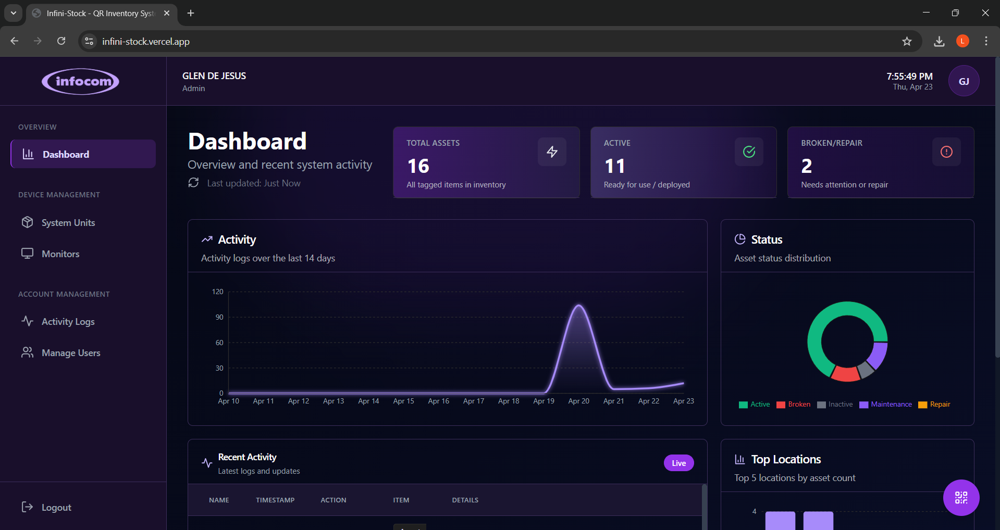 Infini-Stock - QR Inventory Syst
infini-stock.vercel.app
L
infocom
GLEN DE JESUS
Admin
7:55:49 PM
Thu, Apr 23
GJ
OVERVIEW
Dashboard
DEVICE MANAGEMENT
System Units
Monitors
ACCOUNT MANAGEMENT
Activity Logs
Manage Users
Logout
Dashboard
Overview and recent system activity
Last updated: Just Now
TOTAL ASSETS
16
All tagged items in inventory
ACTIVE
11
Ready for use / deployed
BROKEN/REPAIR
2
Needs attention or repair
Activity
Activity logs over the last 14 days
120
90
60
30
0
Apr 10 Apr 11 Apr 12 Apr 13 Apr 14 Apr 15 Apr 16 Apr 17 Apr 18 Apr 19 Apr 20 Apr 21 Apr 22 Apr 23
Status
Asset status distribution
Active Broken Inactive Maintenance Repair
Recent Activity
Latest logs and updates
Live
NAME TIMESTAMP ACTION ITEM DETAILS
Top Locations
Top 5 locations by asset count
4